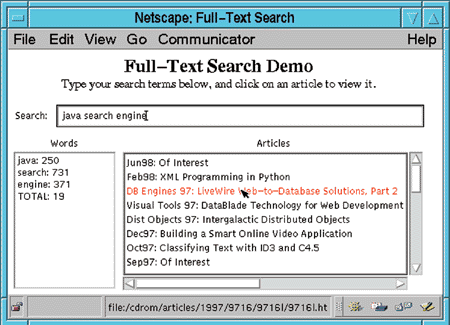 Netscape: Full-Text Search
File Edit View Go Communicator Help
Full-Text Search Demo
Type your search terms below, and click on an article to view it.
Search: java search engine
Words
java: 250
search: 731
engine: 371
TOTAL: 19
Articles
Jun98: Of Interest
Feb98: XML Programming in Python
DB Engines 97: LiveWire Web-to-Database Solutions, Part 2
Visual Tools 97: DataBlade Technology for Web Development
Dist Objects 97: Intergalactic Distributed Objects
Dec97: Building a Smart Online Video Application
Oct97: Classifying Text with ID3 and C4.5
Sep97: Of Interest
file:/cdrom/articles/1997/9716/9716l/9716l.ht